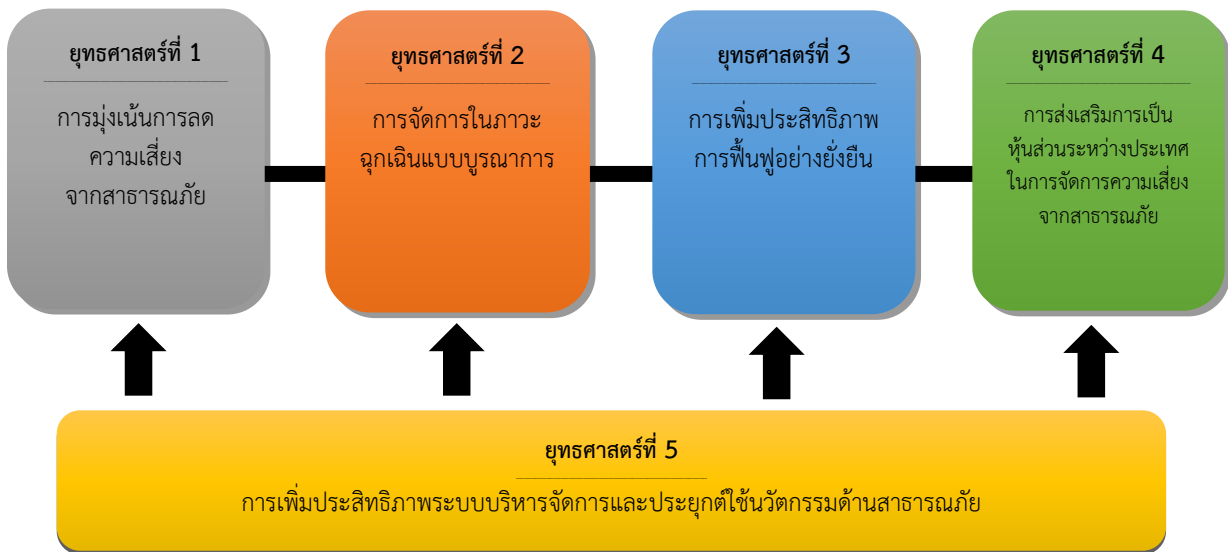 ยุทธศาสตร์ที่ 1
การมุ่งเน้นการลด
ความเสี่ยง
จากสาธารณภัย
ยุทธศาสตร์ที่ 2
การจัดการในภาวะ
ฉุกเฉินแบบบูรณาการ
ยุทธศาสตร์ที่ 3
การเพิ่มประสิทธิภาพ
การฟื้นฟูอย่างยั่งยืน
ยุทธศาสตร์ที่ 4
การส่งเสริมการเป็น
หุ้นส่วนระหว่างประเทศ
ในการจัดการความเสี่ยง
จากสาธารณภัย
ยุทธศาสตร์ที่ 5
การเพิ่มประสิทธิภาพระบบบริหารจัดการและประยุกต์ใช้นวัตกรรมด้านสาธารณภัย